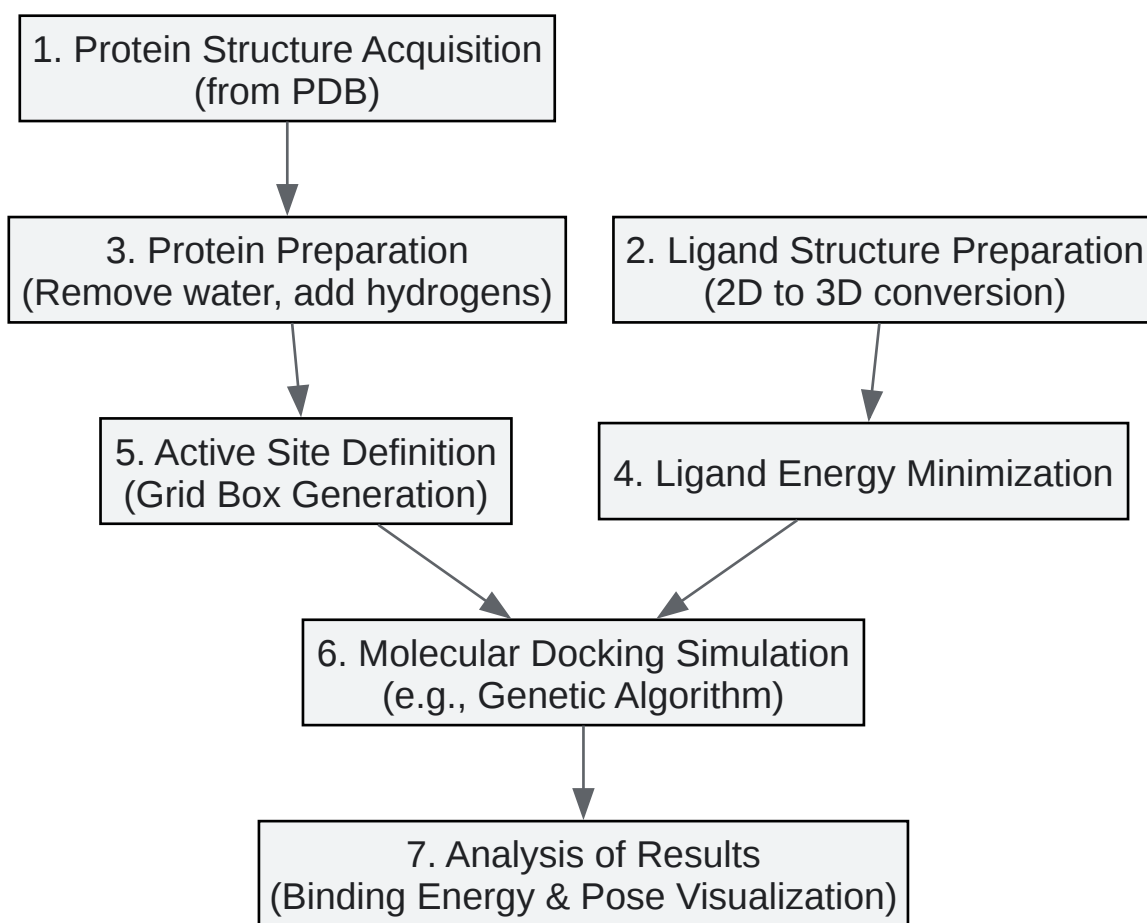 1. Protein Structure Acquisition
(from PDB)
3. Protein Preparation
(Remove water, add hydrogens)
2. Ligand Structure Preparation
(2D to 3D conversion)
5. Active Site Definition
(Grid Box Generation)
4. Ligand Energy Minimization
6. Molecular Docking Simulation
(e.g., Genetic Algorithm)
7. Analysis of Results
(Binding Energy & Pose Visualization)